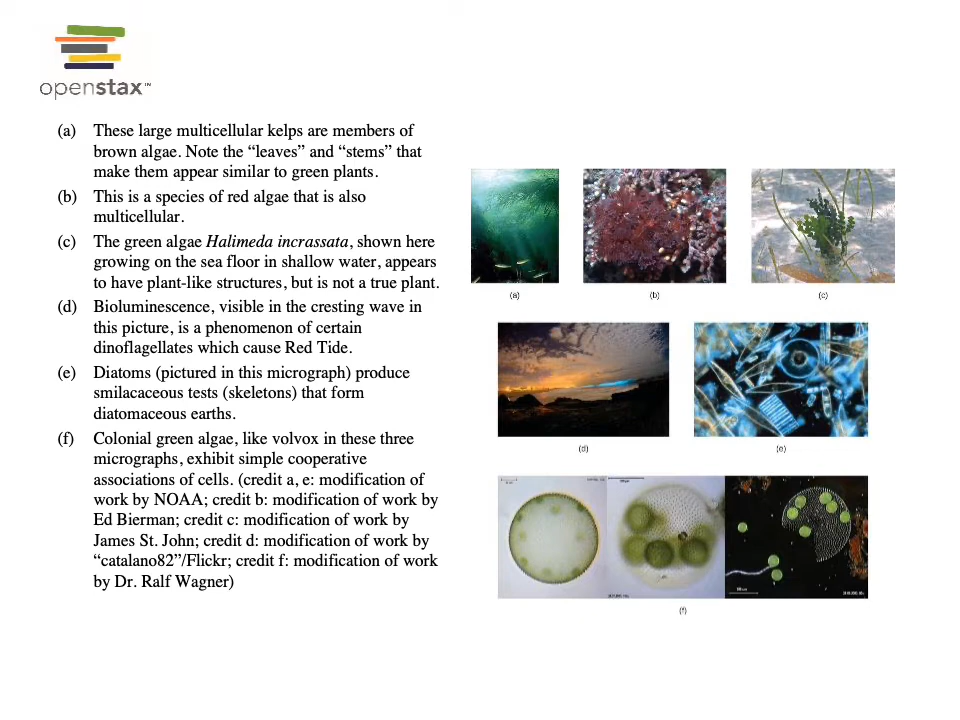 openstax™
(a) These large multicellular kelps are members of
brown algae. Note the “leaves” and “stems” that
make them appear similar to green plants.
(b) This is a species of red algae that is also
multicellular.
(c) The green algae Halimeda incrassata, shown here
growing on the sea floor in shallow water, appears
to have plant-like structures, but is not a true plant.
(d) Bioluminescence, visible in the cresting wave in
this picture, is a phenomenon of certain
dinoflagellates which cause Red Tide.
(e) Diatoms (pictured in this micrograph) produce
smilacaceous tests (skeletons) that form
diatomaceous earths.
(f) Colonial green algae, like volvox in these three
micrographs, exhibit simple cooperative
associations of cells. (credit a, e: modification of
work by NOAA; credit b: modification of work by
Ed Bierman; credit c: modification of work by
James St. John; credit d: modification of work by
“catalano82”/Flickr; credit f: modification of work
by Dr. Ralf Wagner)
(a)
(b)
(c)
(d)
(e)
(f)